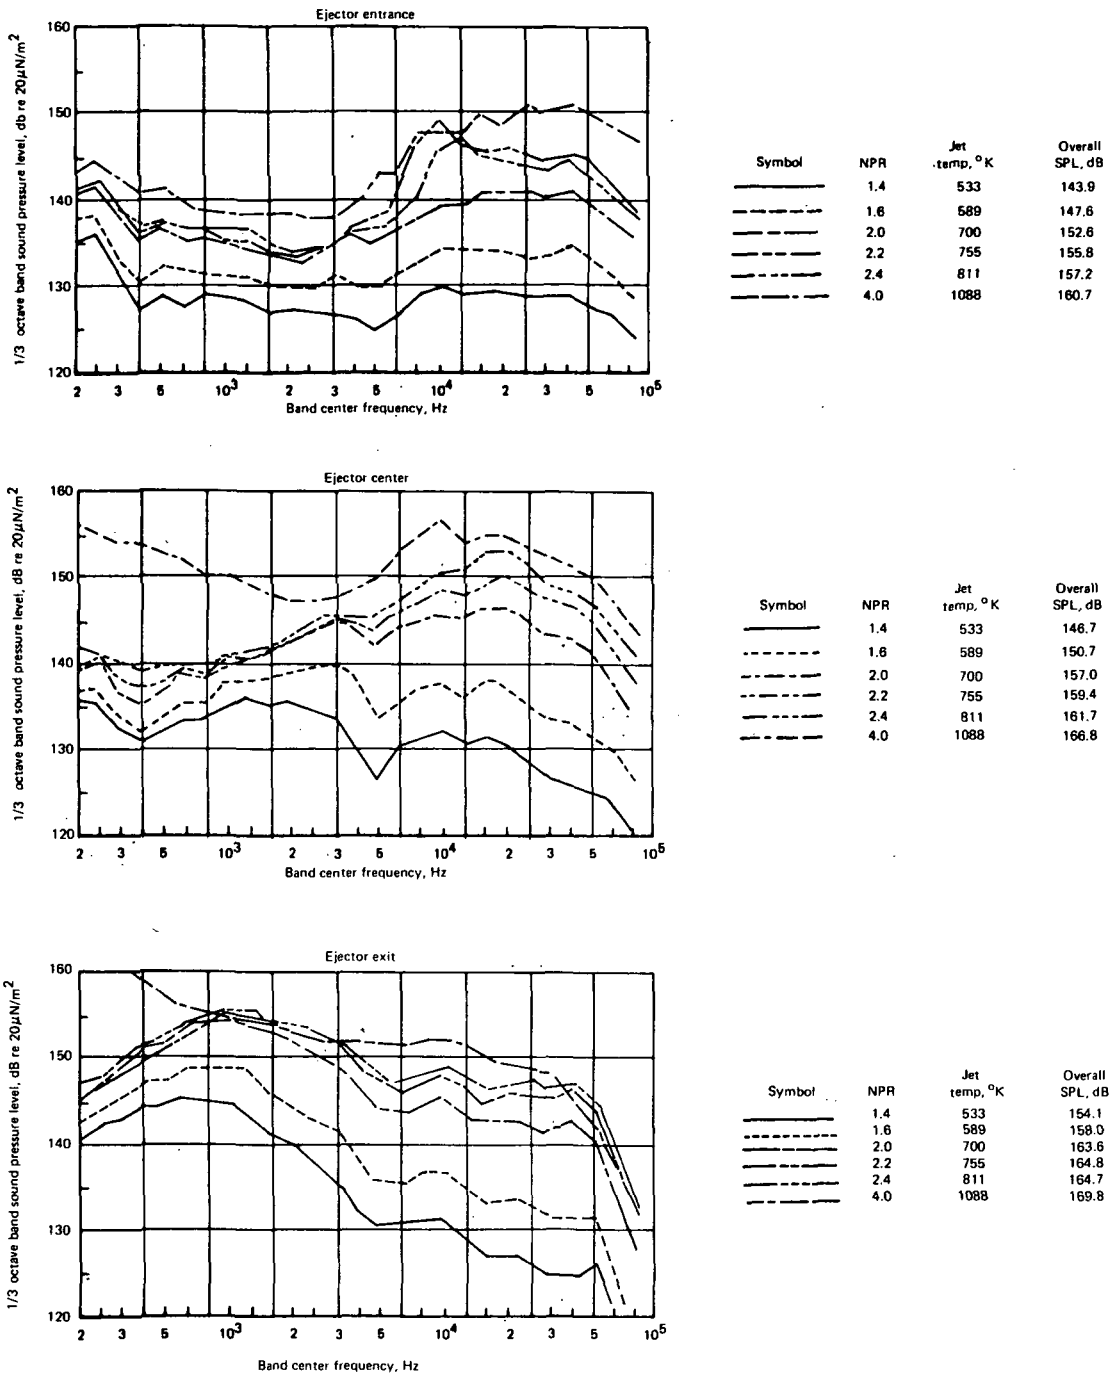 Ejector entrance
1/3 octave band sound pressure level, db re 20μN/m2
160
150
140
130
120
2 3 5 103 2 3 5 104 2 3 5 105
Band center frequency, Hz
Symbol NPR Jet temp, °K Overall SPL, dB
1.4 533 143.9
1.6 589 147.6
2.0 700 152.6
2.2 755 155.8
2.4 811 157.2
4.0 1088 160.7
Ejector center
1/3 octave band sound pressure level, dB re 20μN/m2
160
150
140
130
120
2 3 5 103 2 3 5 104 2 3 5 105
Band center frequency, Hz
Symbol NPR Jet temp, °K Overall SPL, dB
1.4 533 146.7
1.6 589 150.7
2.0 700 157.0
2.2 755 159.4
2.4 811 161.7
4.0 1088 166.8
Ejector exit
1/3 octave band sound pressure level, dB re 20μN/m2
160
150
140
130
120
2 3 5 103 2 3 5 104 2 3 5 105
Band center frequency, Hz
Symbol NPR Jet temp, °K Overall SPL, dB
1.4 533 154.1
1.6 589 158.0
2.0 700 163.6
2.2 755 164.8
2.4 811 164.7
4.0 1088 169.8